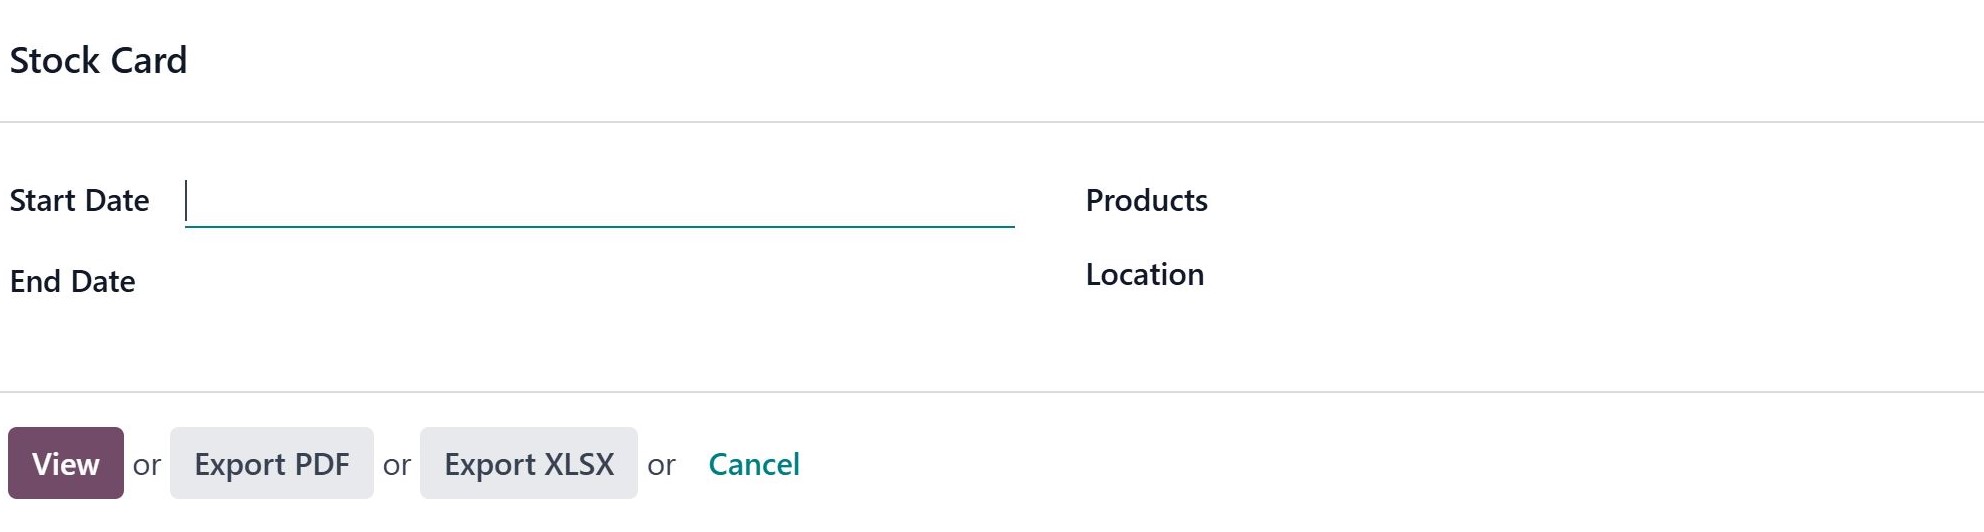 Stock Card
Start Date
End Date
Products
Location
View or Export PDF or Export XLSX or Cancel